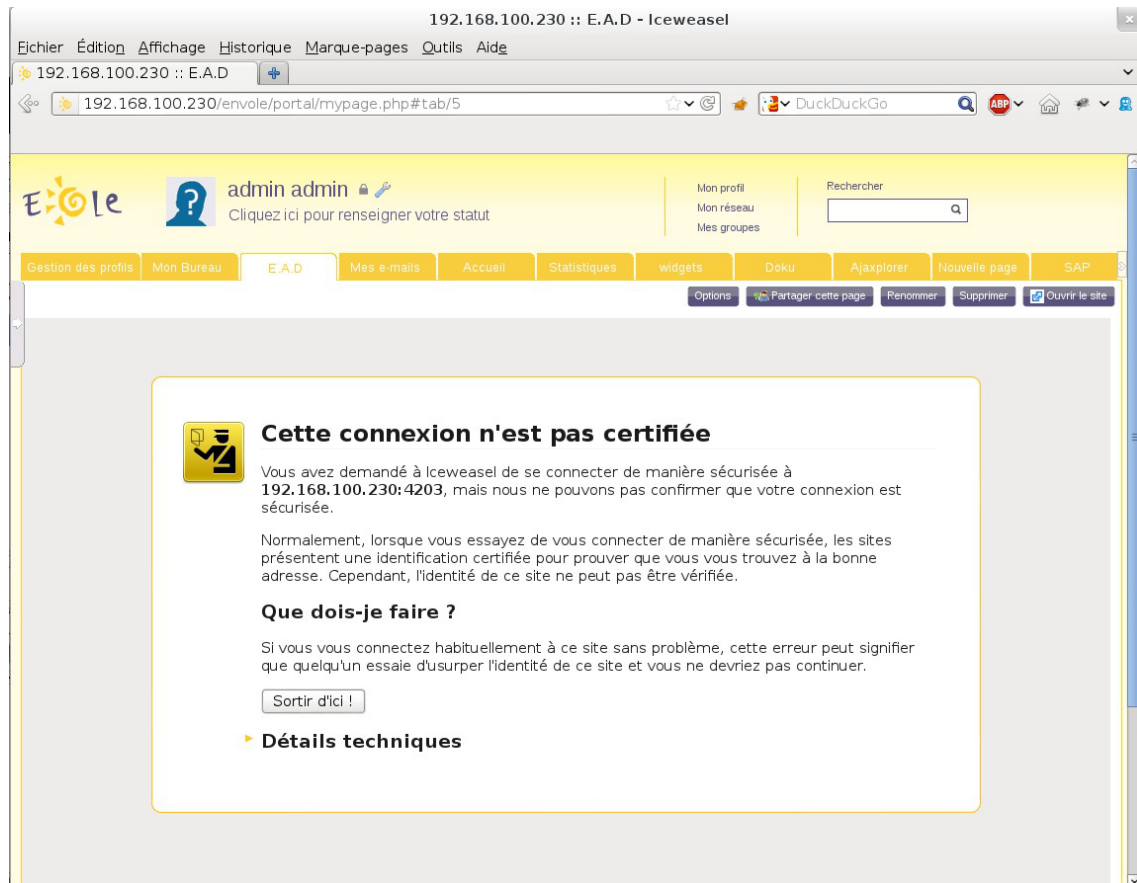 192.168.100.230 :: E.A.D - Iceweasel
Fichier Édition Affichage Historique Marque-pages Outils Aide
192.168.100.230 :: E.A.D
192.168.100.230/envole/portal/mypage.php#tab/5
DuckDuckGo
ABP
Eole
admin admin
Cliquez ici pour renseigner votre statut
Mon profil
Mon réseau
Mes groupes
Rechercher
Gestion des profils Mon Bureau E.A.D Mes e-mails Accueil Statistiques widgets Doku Ajaxplorer Nouvelle page SAP
Options Partager cette page Renommer Supprimer Ouvrir le site
Cette connexion n'est pas certifiée
Vous avez demandé à Iceweasel de se connecter de manière sécurisée à
192.168.100.230:4203, mais nous ne pouvons pas confirmer que votre connexion est
sécurisée.
Normalement, lorsque vous essayez de vous connecter de manière sécurisée, les sites
présentent une identification certifiée pour prouver que vous vous trouvez à la bonne
adresse. Cependant, l'identité de ce site ne peut pas être vérifiée.
Que dois-je faire ?
Si vous vous connectez habituellement à ce site sans problème, cette erreur peut signifier
que quelqu'un essaie d'usurper l'identité de ce site et vous ne devriez pas continuer.
Sortir d'ici !
Détails techniques